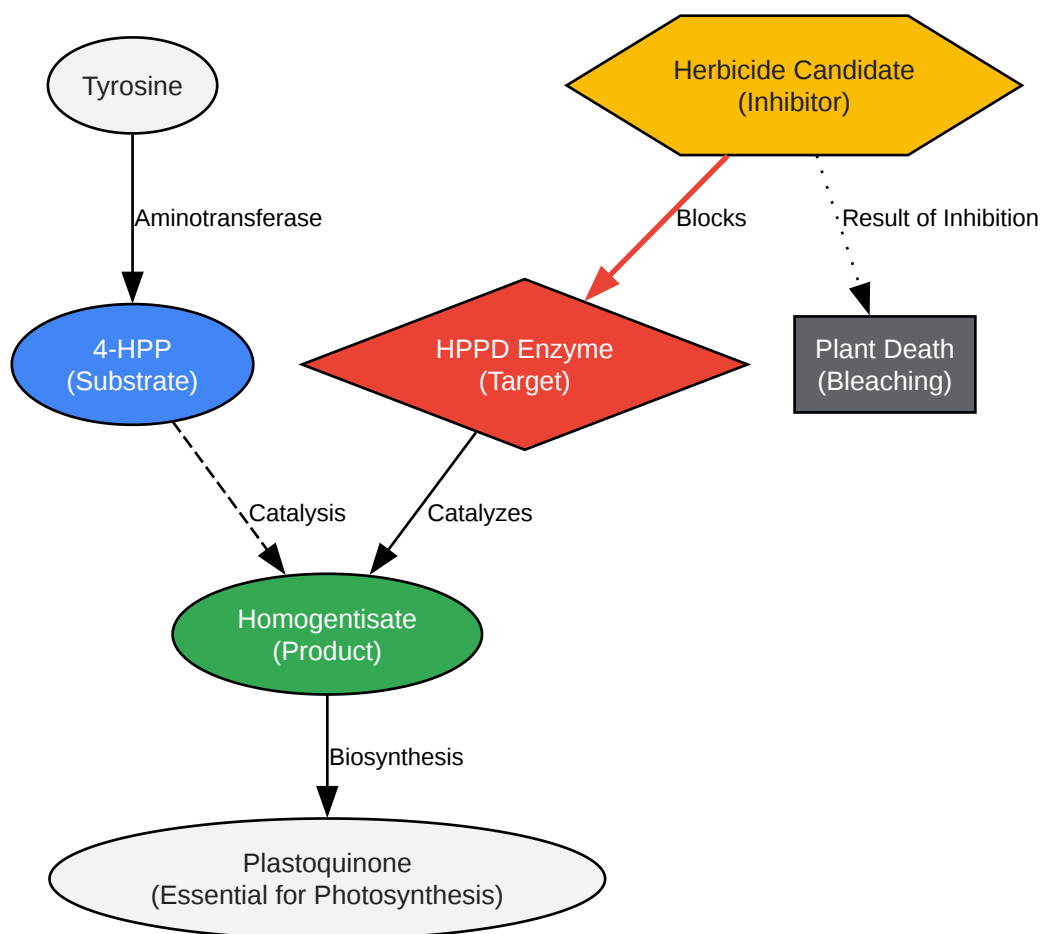 Tyrosine
Herbicide Candidate
(Inhibitor)
Aminotransferase
Blocks
Result of Inhibition
4-HPP
(Substrate)
HPPD Enzyme
(Target)
Plant Death
(Bleaching)
Catalysis
Catalyzes
Homogentisate
(Product)
Biosynthesis
Plastoquinone
(Essential for Photosynthesis)